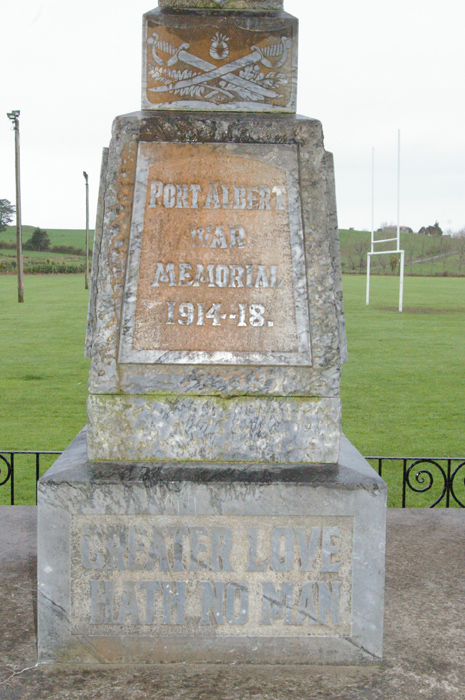 PORT ALBERT
WAR
MEMORIAL
1914-18.
GREATER LOVE
HATH NO MAN